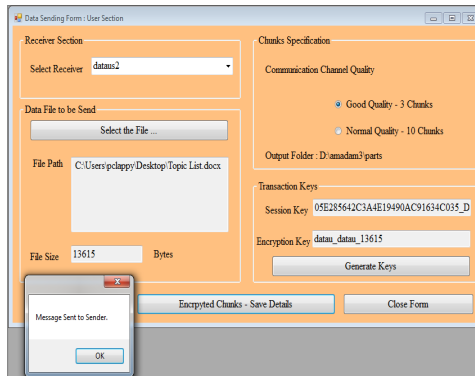 Data Sending Form : User Section
Receiver Section
Select Receiver
dataus2
Data File to be Send
Select the File ...
File Path
C:\Users\pclappy\Desktop\Topic List.docx
File Size
13615
Bytes
Chunks Specification
Communication Channel Quality
Good Quality - 3 Chunks
Normal Quality - 10 Chunks
Output Folder : D:\amadam3\parts
Transaction Keys
Session Key
05E285642C3A4E19490AC91634C035_D
Encryption Key
datau_datau_13615
Generate Keys
Encrpyted Chunks - Save Details
Close Form
Message Sent to Sender.
OK